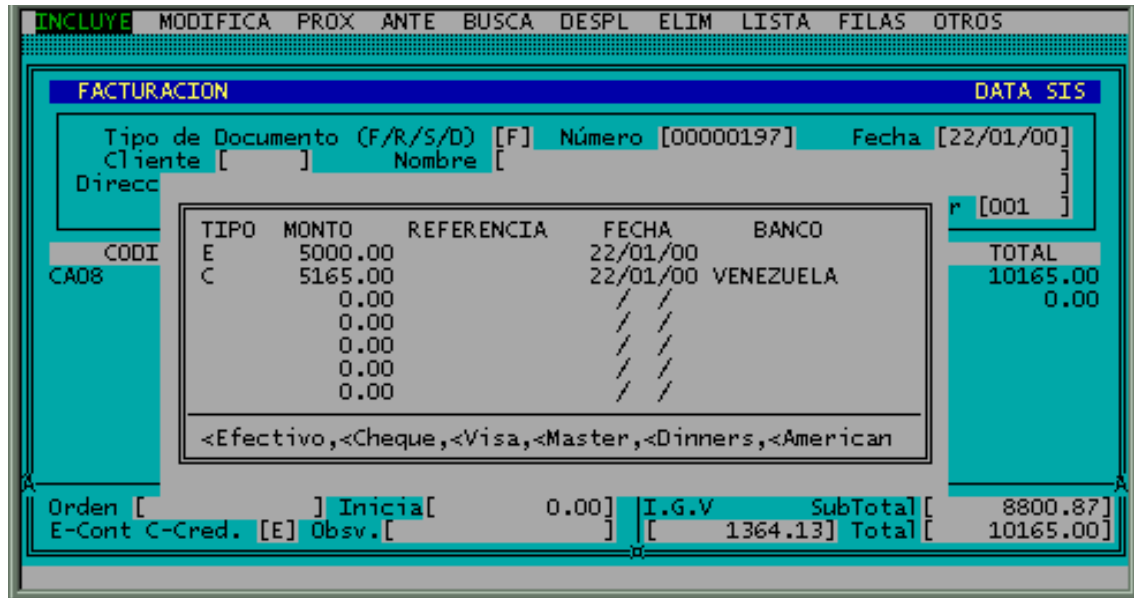 INCLUYE MODIFICA PROX ANTE BUSCA DESPL ELIM LISTA FILAS OTROS
FACTURACION DATA SIS
Tipo de Documento (F/R/S/D) [F] Número [00000197] Fecha [22/01/00]
Cliente [ ] Nombre [ ]
Direcc ]
r [001 ]
TIPO MONTO REFERENCIA FECHA BANCO
CODI TOTAL
E 5000.00 22/01/00
CA08 10165.00
C 5165.00 22/01/00 VENEZUELA
0.00 / / 0.00
0.00 / /
0.00 / /
0.00 / /
0.00 / /
<Efectivo,<Cheque,<Visa,<Master,<Dinners,<American
Orden [ ] Inicia[ 0.00] I.G.V SubTotal[ 8800.87]
E-Cont C-Cred. [E] Obsv.[ ] [ 1364.13] Total[ 10165.00]